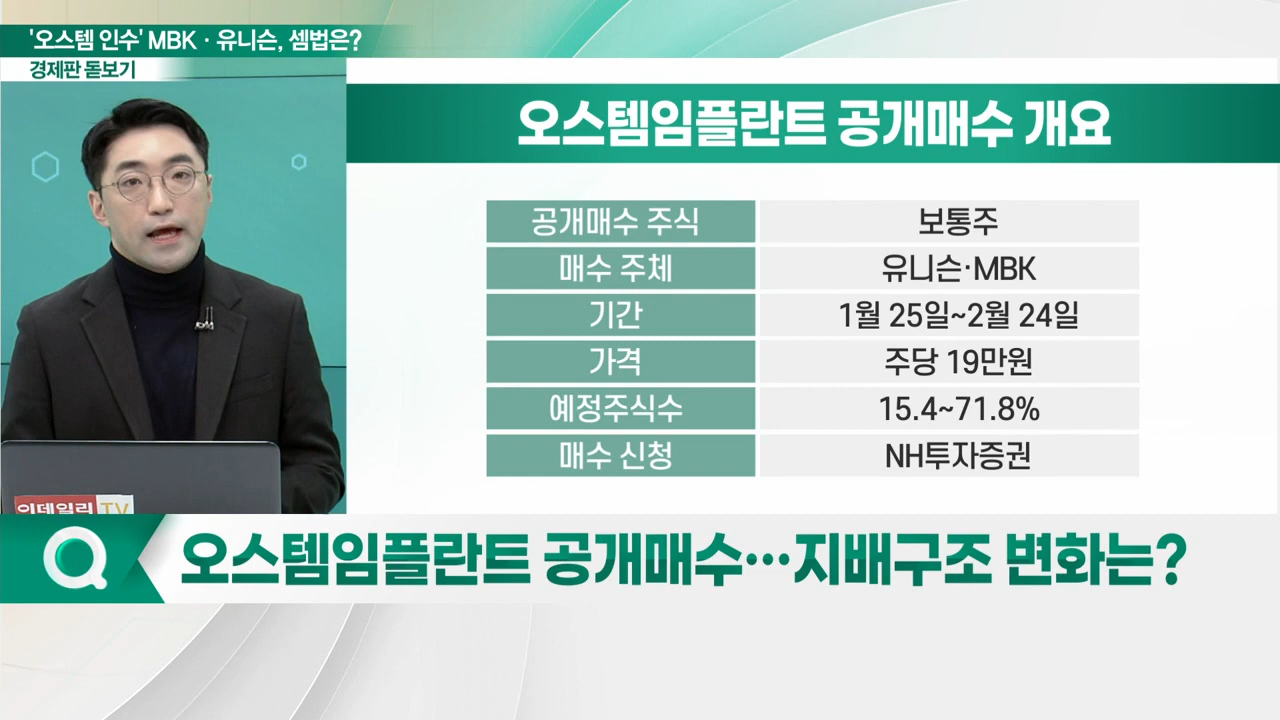 '오스템 인수' MBK · 유니슨, 셈법은?
경제판 돋보기
오스템임플란트 공개매수 개요
공개매수 주식 보통주
매수 주체 유니슨·MBK
기간 1월 25일~2월 24일
가격 주당 19만원
예정주식수 15.4~71.8%
매수 신청 NH투자증권
이데일리 TV
오스템임플란트 공개매수…지배구조 변화는?